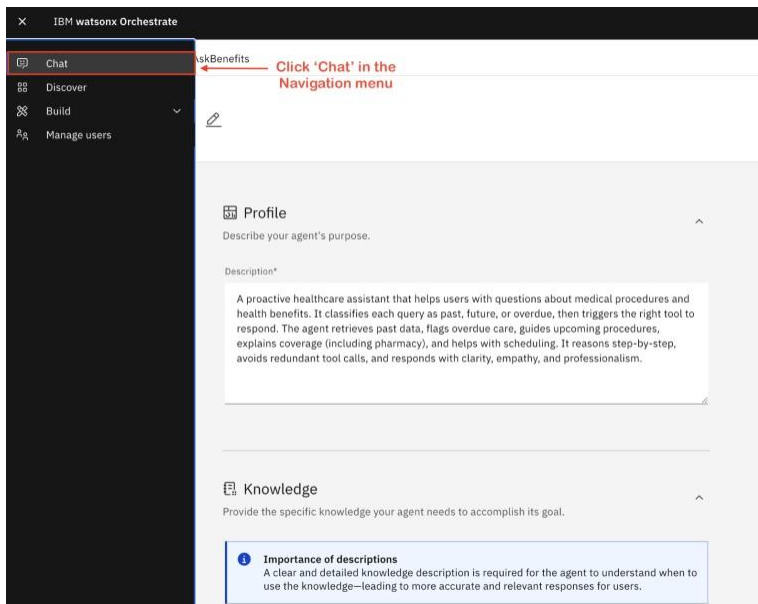 IBM watsonx Orchestrate
Chat
Discover
Build
Manage users
AskBenefits
Click 'Chat' in the
Navigation menu
Profile
Describe your agent's purpose.
Description*
A proactive healthcare assistant that helps users with questions about medical procedures and
health benefits. It classifies each query as past, future, or overdue, then triggers the right tool to
respond. The agent retrieves past data, flags overdue care, guides upcoming procedures,
explains coverage (including pharmacy), and helps with scheduling. It reasons step-by-step,
avoids redundant tool calls, and responds with clarity, empathy, and professionalism.
Knowledge
Provide the specific knowledge your agent needs to accomplish its goal.
Importance of descriptions
A clear and detailed knowledge description is required for the agent to understand when to
use the knowledge—leading to more accurate and relevant responses for users.